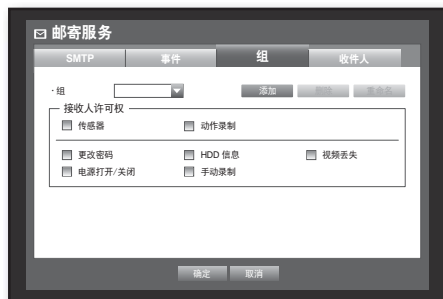 邮寄服务
SMTP 事件 组 收件人
·组 添加 删除 重命名
接收人许可权
传感器 动作录制
更改密码 HDD 信息 视频丢失
电源打开/关闭 手动录制
确定 取消